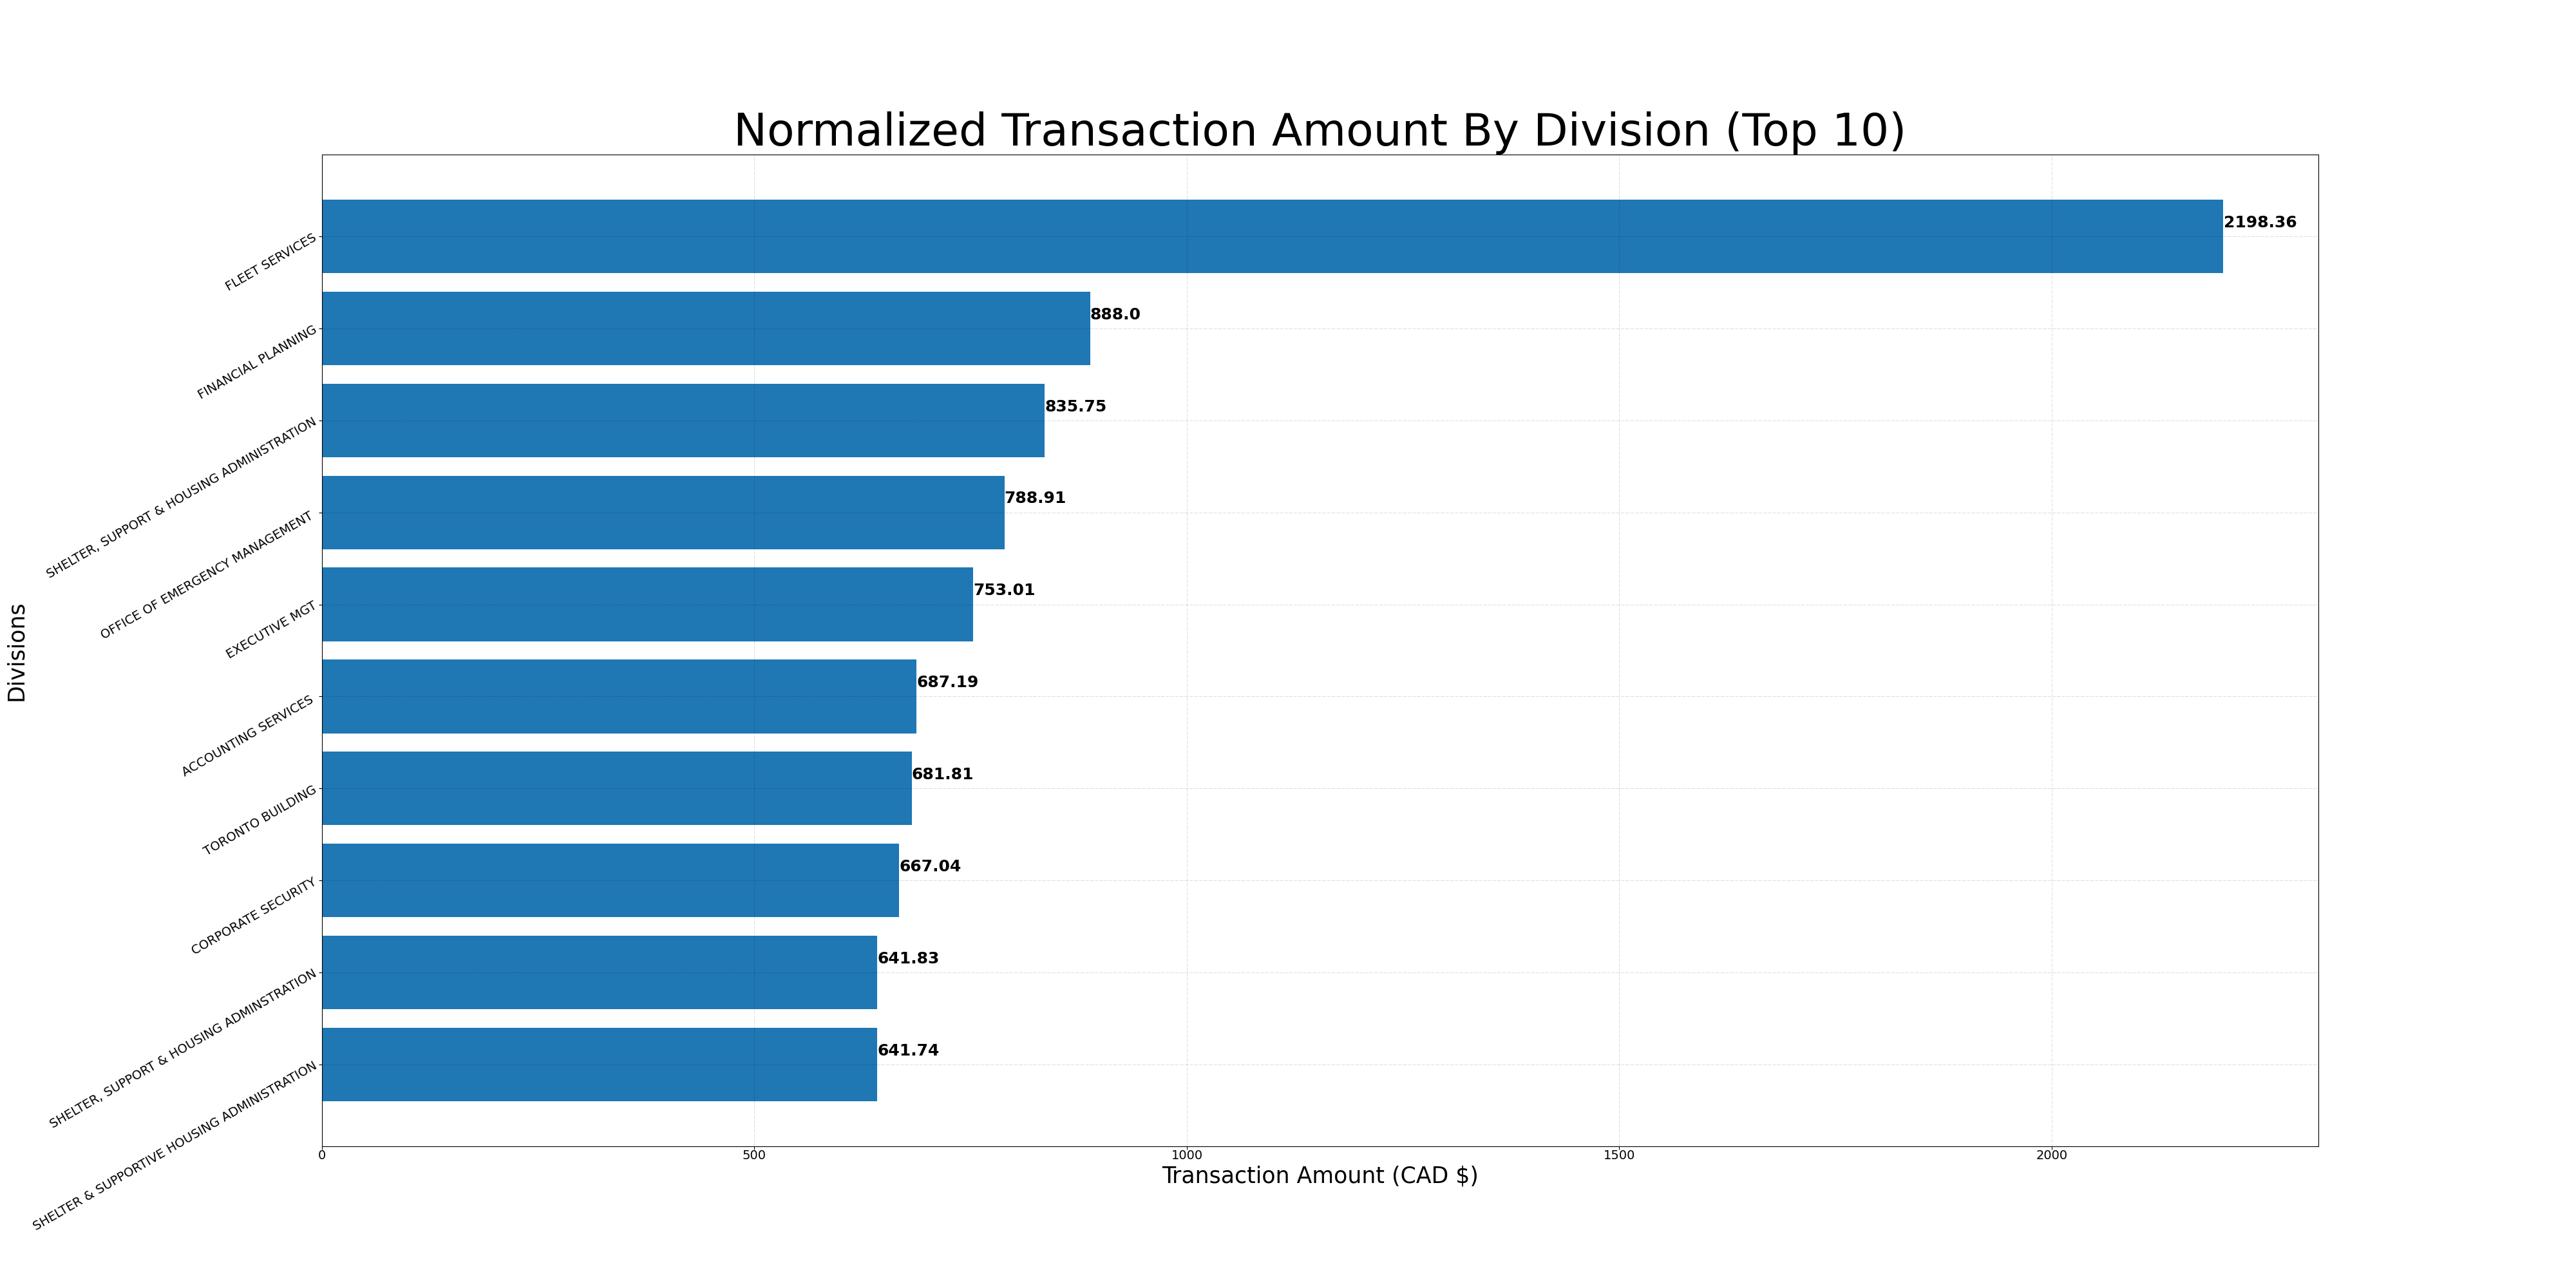 Normalized Transaction Amount By Division (Top 10)
FLEET SERVICES
2198.36
FINANCIAL PLANNING
888.0
SHELTER, SUPPORT & HOUSING ADMINISTRATION
835.75
OFFICE OF EMERGENCY MANAGEMENT
788.91
EXECUTIVE MGT
753.01
ACCOUNTING SERVICES
687.19
TORONTO BUILDING
681.81
CORPORATE SECURITY
667.04
SHELTER, SUPPORT & HOUSING ADMINSTRATION
641.83
SHELTER & SUPPORTIVE HOUSING ADMINISTRATION
641.74
Divisions
0 500 1000 1500 2000
Transaction Amount (CAD $)